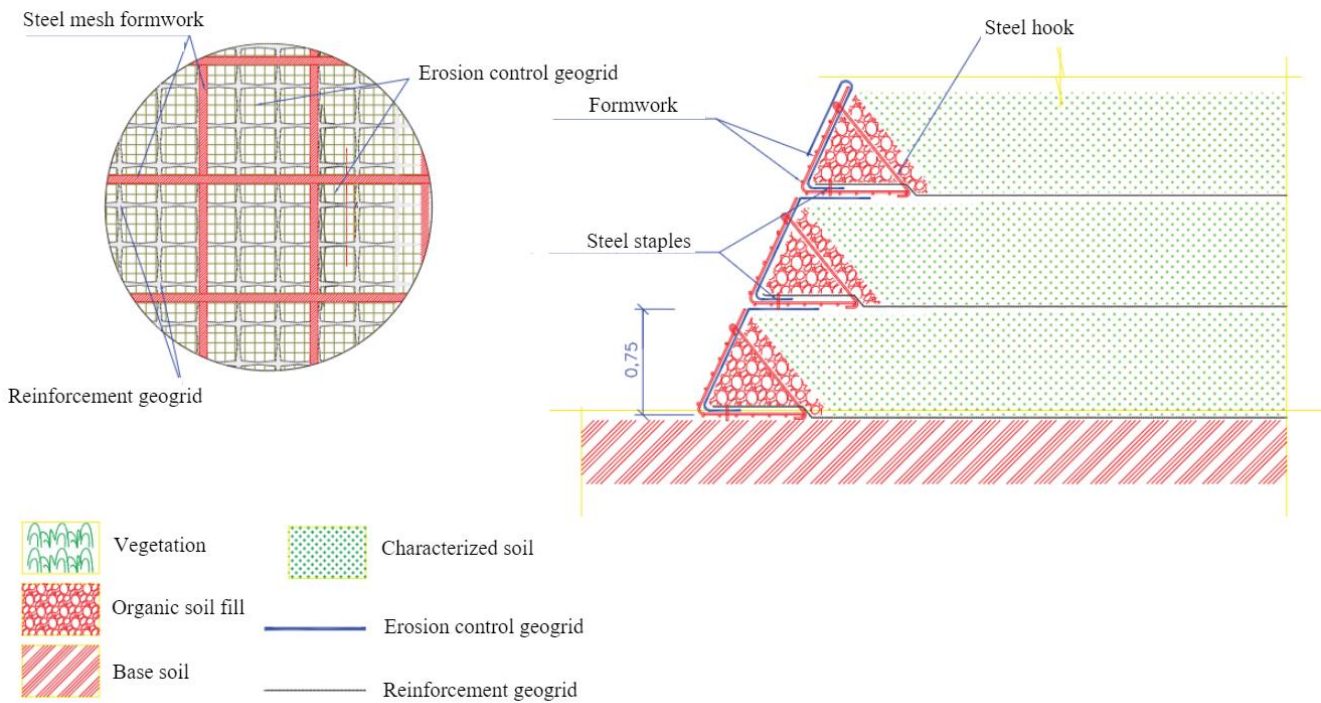 Steel mesh formwork
Steel hook
Erosion control geogrid
Formwork
Steel staples
0,75
Reinforcement geogrid
Vegetation
Characterized soil
Organic soil fill
Erosion control geogrid
Base soil
Reinforcement geogrid